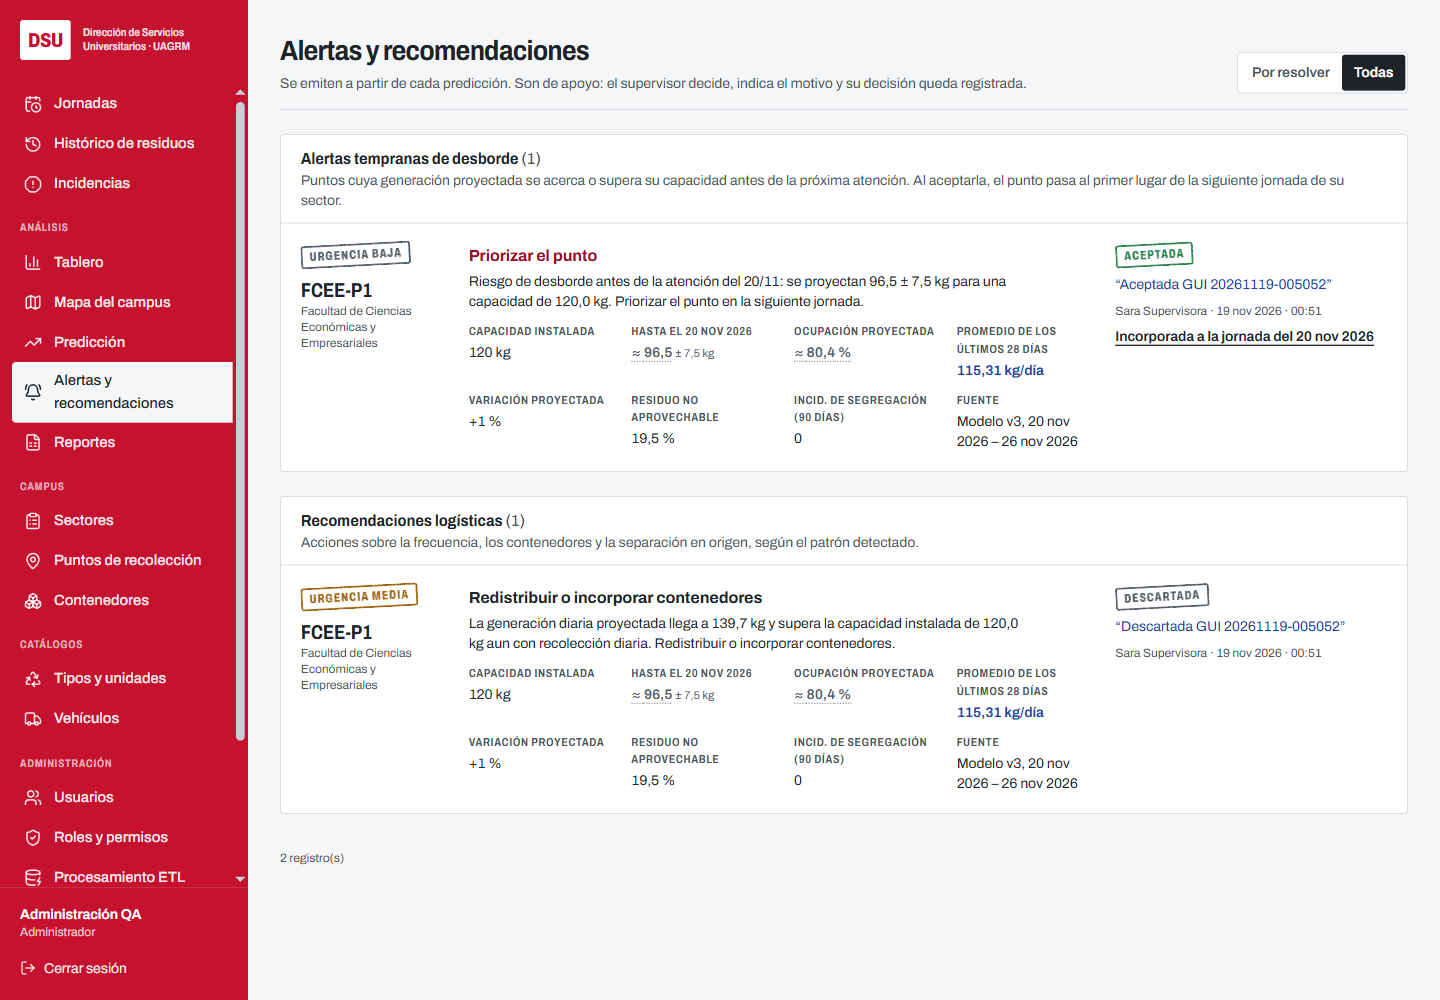 DSU
Dirección de Servicios
Universitarios · UAGRM
Jornadas
Histórico de residuos
Incidencias
ANÁLISIS
Tablero
Mapa del campus
Predicción
Alertas y
recomendaciones
Reportes
CAMPUS
Sectores
Puntos de recolección
Contenedores
CATÁLOGOS
Tipos y unidades
Vehículos
ADMINISTRACIÓN
Usuarios
Roles y permisos
Procesamiento ETL
Administración QA
Administrador
Cerrar sesión
Alertas y recomendaciones
Se emiten a partir de cada predicción. Son de apoyo: el supervisor decide, indica el motivo y su decisión queda registrada.
Por resolver
Todas
Alertas tempranas de desborde (1)
Puntos cuya generación proyectada se acerca o supera su capacidad antes de la próxima atención. Al aceptarla, el punto pasa al primer lugar de la siguiente jornada de su
sector.
URGENCIA BAJA
FCEE-P1
Facultad de Ciencias
Económicas y
Empresariales
Priorizar el punto
Riesgo de desborde antes de la atención del 20/11: se proyectan 96,5 ± 7,5 kg para una
capacidad de 120,0 kg. Priorizar el punto en la siguiente jornada.
CAPACIDAD INSTALADA
120 kg
HASTA EL 20 NOV 2026
≈ 96,5 ± 7,5 kg
OCUPACIÓN PROYECTADA
≈ 80,4 %
PROMEDIO DE LOS
ÚLTIMOS 28 DÍAS
115,31 kg/día
VARIACIÓN PROYECTADA
+1 %
RESIDUO NO
APROVECHABLE
19,5 %
INCID. DE SEGREGACIÓN
(90 DÍAS)
0
FUENTE
Modelo v3, 20 nov
2026 – 26 nov 2026
ACEPTADA
“Aceptada GUI 20261119-005052”
Sara Supervisora · 19 nov 2026 · 00:51
Incorporada a la jornada del 20 nov 2026
Recomendaciones logísticas (1)
Acciones sobre la frecuencia, los contenedores y la separación en origen, según el patrón detectado.
URGENCIA MEDIA
FCEE-P1
Facultad de Ciencias
Económicas y
Empresariales
Redistribuir o incorporar contenedores
La generación diaria proyectada llega a 139,7 kg y supera la capacidad instalada de 120,0
kg aun con recolección diaria. Redistribuir o incorporar contenedores.
CAPACIDAD INSTALADA
120 kg
HASTA EL 20 NOV 2026
≈ 96,5 ± 7,5 kg
OCUPACIÓN PROYECTADA
≈ 80,4 %
PROMEDIO DE LOS
ÚLTIMOS 28 DÍAS
115,31 kg/día
VARIACIÓN PROYECTADA
+1 %
RESIDUO NO
APROVECHABLE
19,5 %
INCID. DE SEGREGACIÓN
(90 DÍAS)
0
FUENTE
Modelo v3, 20 nov
2026 – 26 nov 2026
DESCARTADA
“Descartada GUI 20261119-005052”
Sara Supervisora · 19 nov 2026 · 00:51
2 registro(s)